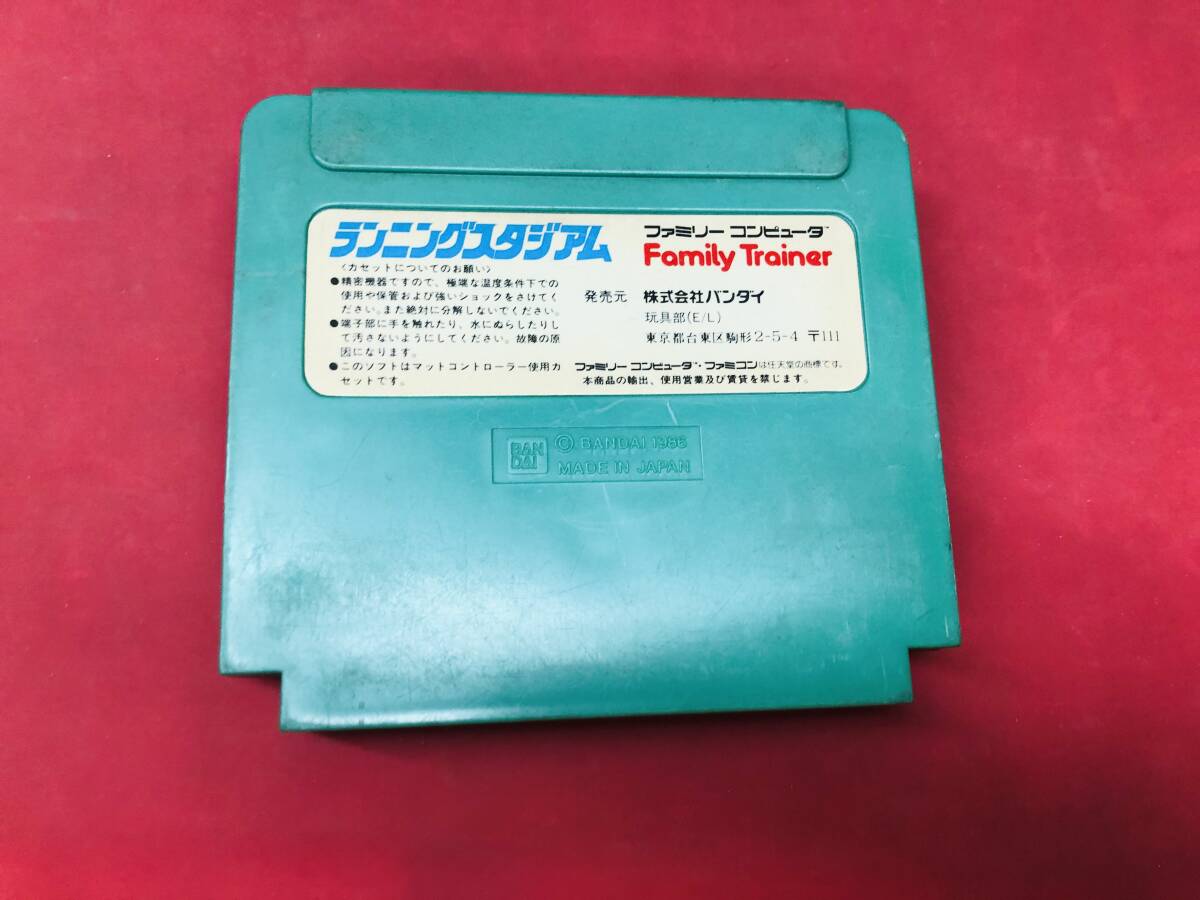 ランニングスタジアム
〈カセットについてのお願い〉
●精密機器ですので、極端な温度条件下での
使用や保管および強いショックをさけてく
ださい。また絶対に分解しないでください。
●端子部に手を触れたり、水にぬらしたりし
て汚さないようにしてください。故障の原
因になります。
●このソフトはマットコントローラー使用カ
セットです。
ファミリー コンピュータ™
Family Trainer
発売元 株式会社バンダイ
玩具部(E/L)
東京都台東区駒形2-5-4 〒111
ファミリー コンピュータ・ファミコンは任天堂の商標です。
本商品の輸出、使用営業及び賃貸を禁じます。
BAN
DAI
© BANDAI 1986
MADE IN JAPAN